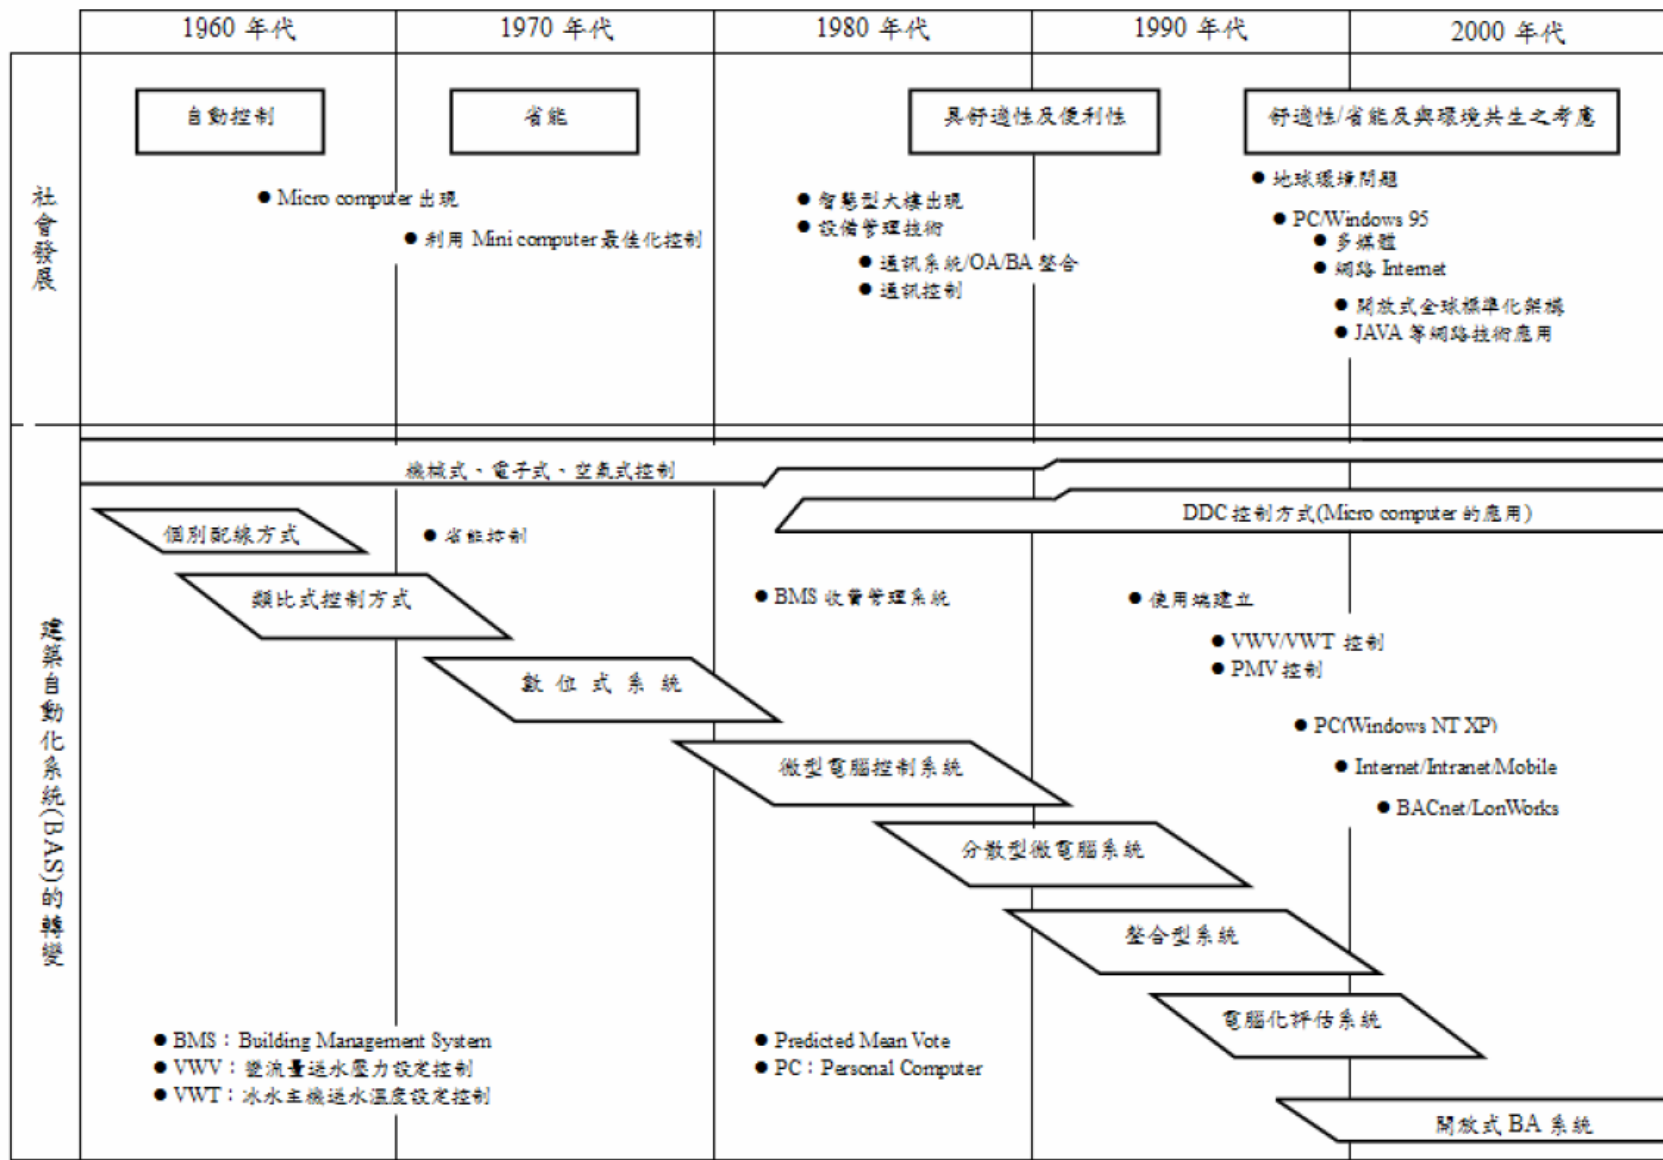 1960 年代
1970 年代
1980 年代
1990 年代
2000 年代
社會發展
自動控制
省能
具舒適性及便利性
舒適性/省能及與環境共生之考慮
● Micro computer 出現
● 利用 Mini computer 最佳化控制
● 智慧型大樓出現
● 設備管理技術
● 通訊系統/OA/BA 整合
● 通訊控制
● 地球環境問題
● PC/Windows 95
● 多媒體
● 網路 Internet
● 開放式全球標準化架構
● JAVA 等網路技術應用
建築自動化系統(BAS)的轉變
機械式、電子式、空氣式控制
DDC 控制方式(Micro computer 的應用)
個別配線方式
● 省能控制
類比式控制方式
● BMS 收費管理系統
● 使用端建立
● VWV/VWT 控制
● PMV 控制
數位式系統
● PC(Windows NT XP)
微型電腦控制系統
● Internet/Intranet/Mobile
● BACnet/LonWorks
分散型微電腦系統
整合型系統
電腦化評估系統
● BMS：Building Management System
● VWV：變流量送水壓力設定控制
● VWT：冰水主機送水溫度設定控制
● Predicted Mean Vote
● PC：Personal Computer
開放式 BA 系統